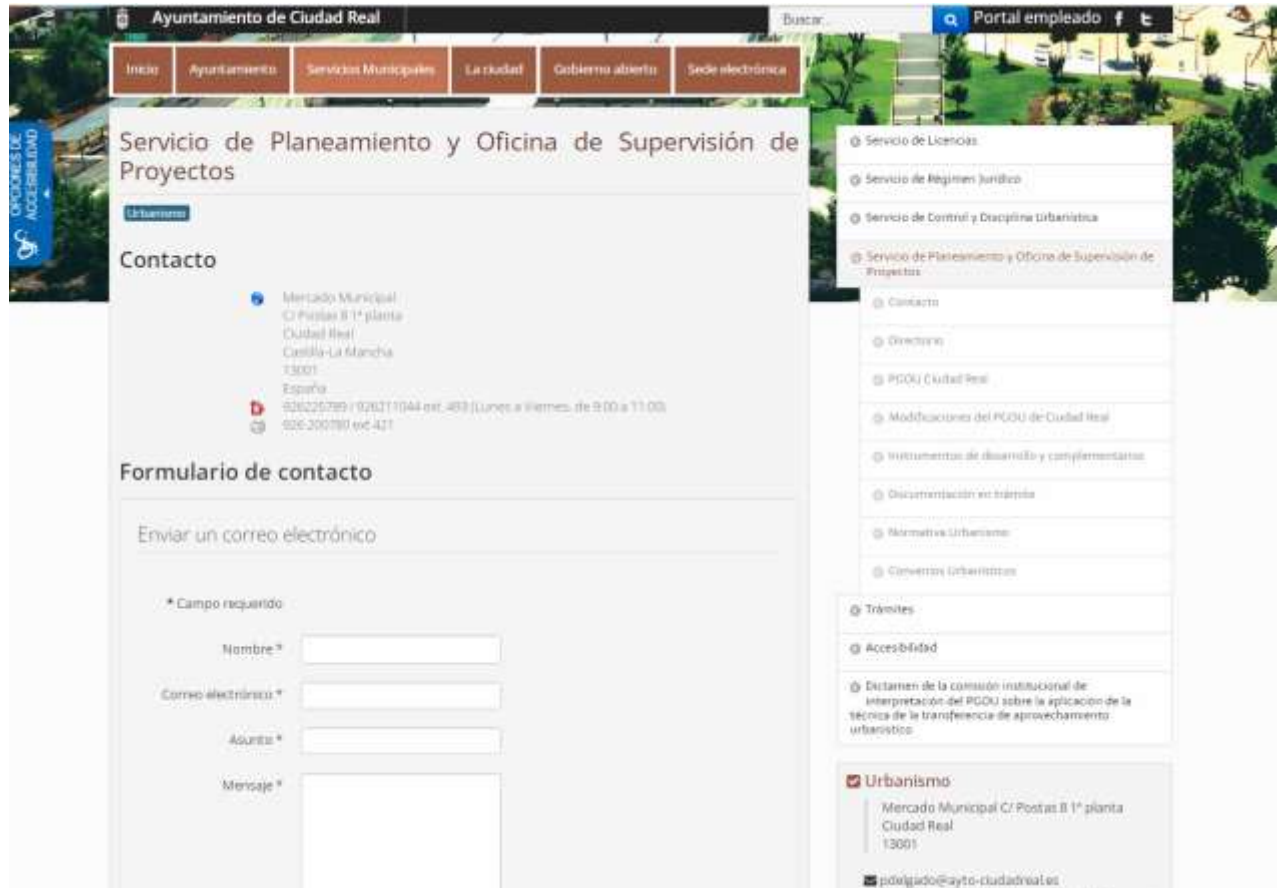 Ayuntamiento de Ciudad Real
Buscar...
Portal empleado
Inicio
Ayuntamiento
Servicios Municipales
La ciudad
Gobierno abierto
Sede electrónica
OPCIONES DE
ACCESIBILIDAD
Servicio de Planeamiento y Oficina de Supervisión de
Proyectos
Urbanismo
Contacto
Mercado Municipal
C/ Postas 8 1ª planta
Ciudad Real
Castilla-La Mancha
13001
España
926225789 / 926211044 ext. 493 (Lunes a Viernes, de 9:00 a 11:00)
926 200780 ext 421
Formulario de contacto
Enviar un correo electrónico
* Campo requerido
Nombre *
Correo electrónico *
Asunto *
Mensaje *
Servicio de Licencias
Servicio de Régimen Jurídico
Servicio de Control y Disciplina Urbanística
Servicio de Planeamiento y Oficina de Supervisión de
Proyectos
Contacto
Directorio
PGOU Ciudad Real
Modificaciones del PGOU de Ciudad Real
Instrumentos de desarrollo y complementarios
Documentación en trámite
Normativa Urbanismo
Convenios Urbanísticos
Trámites
Accesibilidad
Dictamen de la comisión institucional de
interpretación del PGOU sobre la aplicación de la
técnica de la transferencia de aprovechamiento
urbanístico
Urbanismo
Mercado Municipal C/ Postas 8 1ª planta
Ciudad Real
13001
pdelgado@ayto-ciudadreal.es